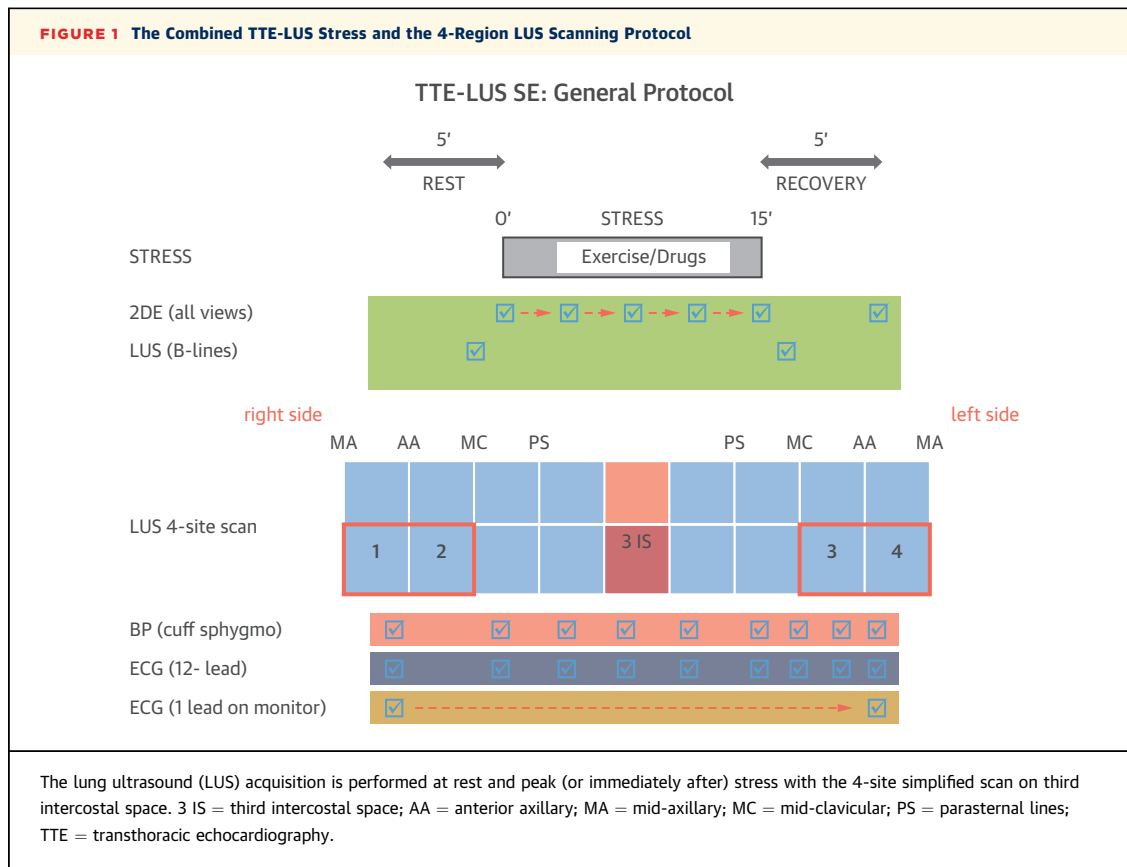 FIGURE 1 The Combined TTE-LUS Stress and the 4-Region LUS Scanning Protocol
TTE-LUS SE: General Protocol
5′ 5′
REST RECOVERY
0′ STRESS 15′
STRESS Exercise/Drugs
2DE (all views)
LUS (B-lines)
right side left side
MA AA MC PS PS MC AA MA
LUS 4-site scan
1 2 3 IS 3 4
BP (cuff sphygmo)
ECG (12- lead)
ECG (1 lead on monitor)
The lung ultrasound (LUS) acquisition is performed at rest and peak (or immediately after) stress with the 4-site simplified scan on third
intercostal space. 3 IS = third intercostal space; AA = anterior axillary; MA = mid-axillary; MC = mid-clavicular; PS = parasternal lines;
TTE = transthoracic echocardiography.